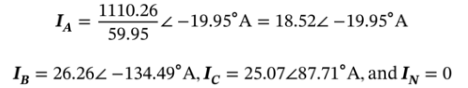 I_A = 1110.26/59.95 ∠ −19.95°A = 18.52∠ −19.95°A
I_B = 26.26∠ −134.49°A, I_C = 25.07∠87.71°A, and I_N = 0